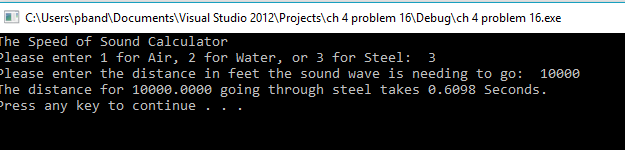 C:\Users\pband\Documents\Visual Studio 2012\Projects\ch 4 problem 16\Debug\ch 4 problem 16.exe
The Speed of Sound Calculator
Please enter 1 for Air, 2 for Water, or 3 for Steel:  3
Please enter the distance in feet the sound wave is needing to go:  10000
The distance for 10000.0000 going through steel takes 0.6098 Seconds.
Press any key to continue . . .